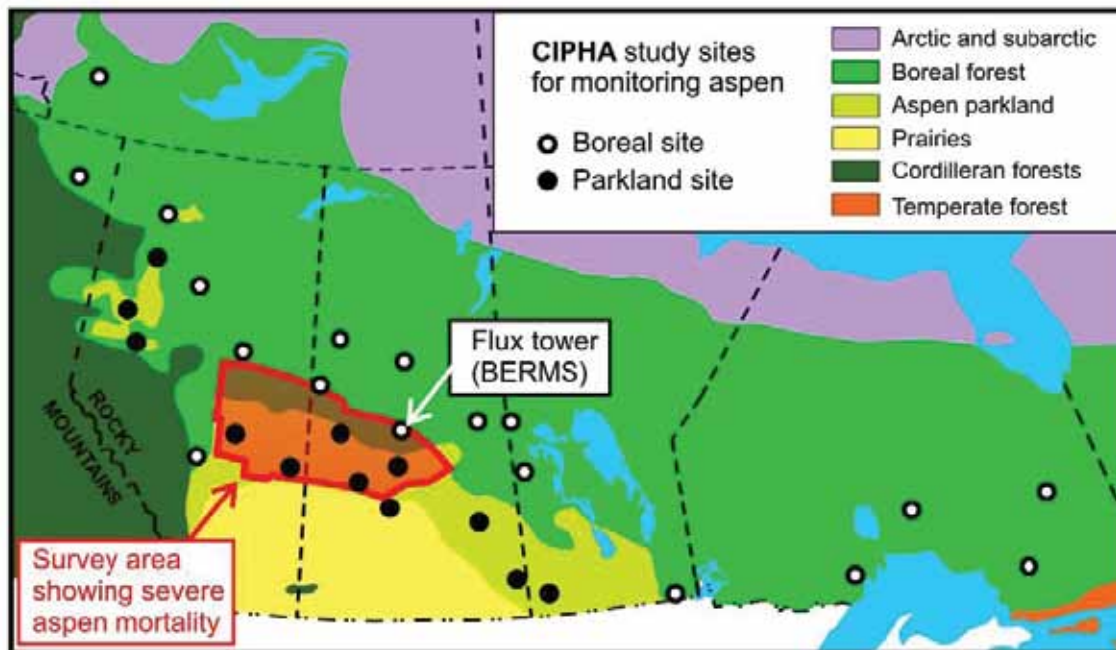 CIPHA study sites
for monitoring aspen
Boreal site
Parkland site
Arctic and subarctic
Boreal forest
Aspen parkland
Prairies
Cordilleran forests
Temperate forest
Flux tower
(BERMS)
ROCKY
MOUNTAINS
Survey area
showing severe
aspen mortality